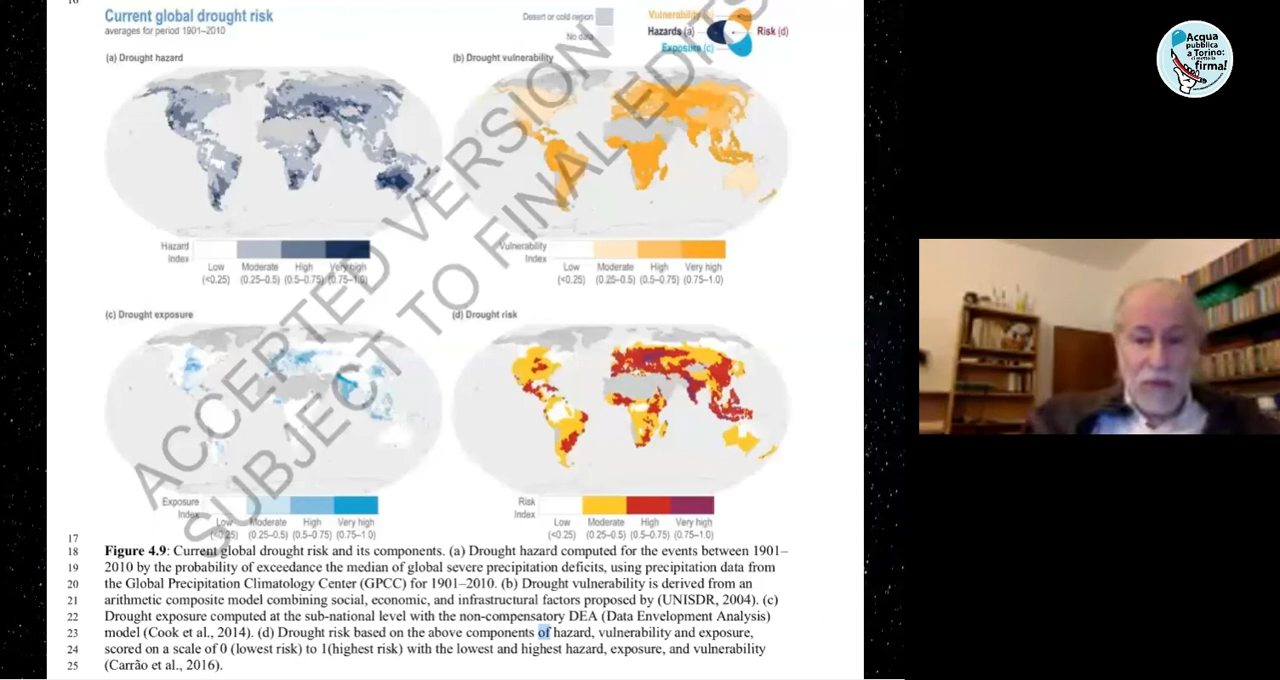 16
Current global drought risk
averages for period 1901–2010
Desert or cold region
No data
Vulnerability
Hazards (a)
Risk (d)
Exposure (c)
(a) Drought hazard
(b) Drought vulnerability
Hazard
Index
Low
(<0.25)
Moderate
(0.25–0.5)
High
(0.5–0.75)
Very high
(0.75–1.0)
Vulnerability
Index
Low
(<0.25)
Moderate
(0.25–0.5)
High
(0.5–0.75)
Very high
(0.75–1.0)
(c) Drought exposure
(d) Drought risk
Exposure
Index
Low
(<0.25)
Moderate
(0.25–0.5)
High
(0.5–0.75)
Very high
(0.75–1.0)
Risk
Index
Low
(<0.25)
Moderate
(0.25–0.5)
High
(0.5–0.75)
Very high
(0.75–1.0)
ACCEPTED VERSION
SUBJECT TO FINAL EDITS
17
18 Figure 4.9: Current global drought risk and its components. (a) Drought hazard computed for the events between 1901–
19 2010 by the probability of exceedance the median of global severe precipitation deficits, using precipitation data from
20 the Global Precipitation Climatology Center (GPCC) for 1901–2010. (b) Drought vulnerability is derived from an
21 arithmetic composite model combining social, economic, and infrastructural factors proposed by (UNISDR, 2004). (c)
22 Drought exposure computed at the sub-national level with the non-compensatory DEA (Data Envelopment Analysis)
23 model (Cook et al., 2014). (d) Drought risk based on the above components of hazard, vulnerability and exposure,
24 scored on a scale of 0 (lowest risk) to 1(highest risk) with the lowest and highest hazard, exposure, and vulnerability
25 (Carrão et al., 2016).
Acqua
pubblica
a Torino:
ci metto la
firma!